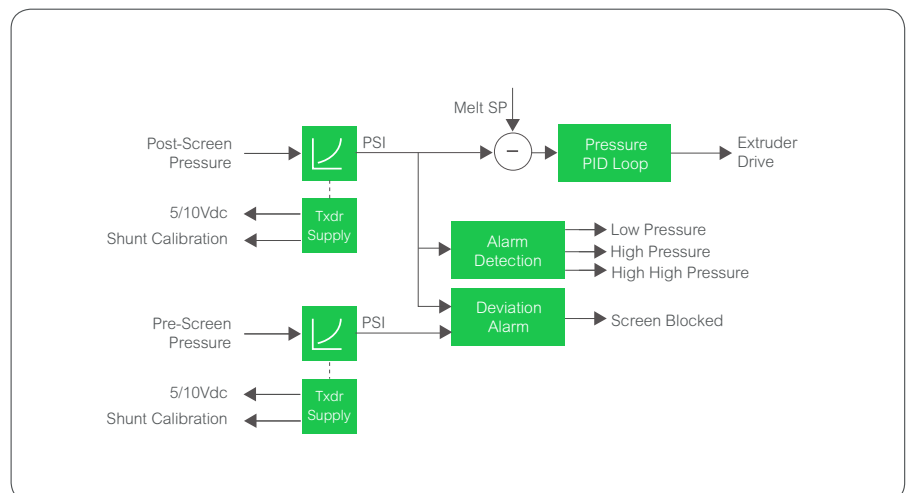 Melt SP
Post-Screen
Pressure
PSI
−
Pressure
PID Loop
Extruder
Drive
5/10Vdc
Shunt Calibration
Txdr
Supply
Alarm
Detection
Low Pressure
High Pressure
High High Pressure
Pre-Screen
Pressure
PSI
Deviation
Alarm
Screen Blocked
5/10Vdc
Shunt Calibration
Txdr
Supply